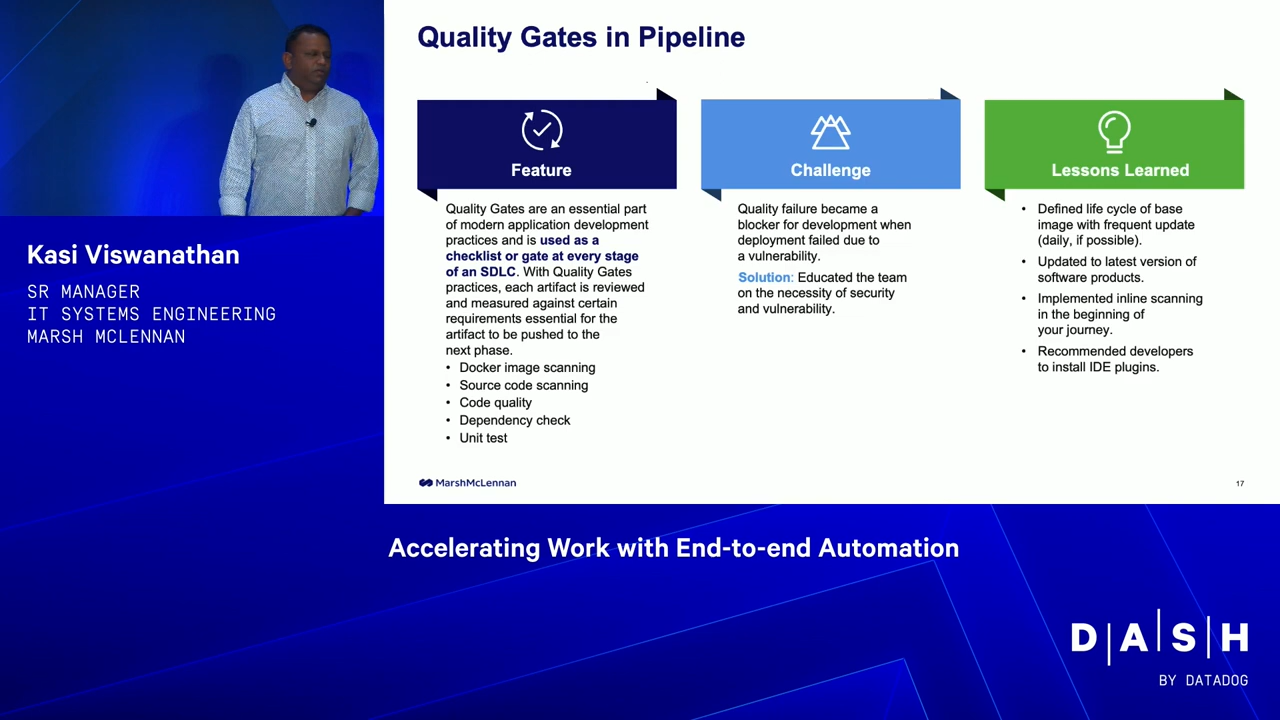 Quality Gates in Pipeline
Feature
Quality Gates are an essential part
of modern application development
practices and is used as a
checklist or gate at every stage
of an SDLC. With Quality Gates
practices, each artifact is reviewed
and measured against certain
requirements essential for the
artifact to be pushed to the
next phase.
• Docker image scanning
• Source code scanning
• Code quality
• Dependency check
• Unit test
Challenge
Quality failure became a
blocker for development when
deployment failed due to
a vulnerability.
Solution: Educated the team
on the necessity of security
and vulnerability.
Lessons Learned
• Defined life cycle of base
image with frequent update
(daily, if possible).
• Updated to latest version of
software products.
• Implemented inline scanning
in the beginning of
your journey.
• Recommended developers
to install IDE plugins.
MarshMcLennan
17
Kasi Viswanathan
SR MANAGER
IT SYSTEMS ENGINEERING
MARSH MCLENNAN
Accelerating Work with End-to-end Automation
D|A|S|H
BY DATADOG